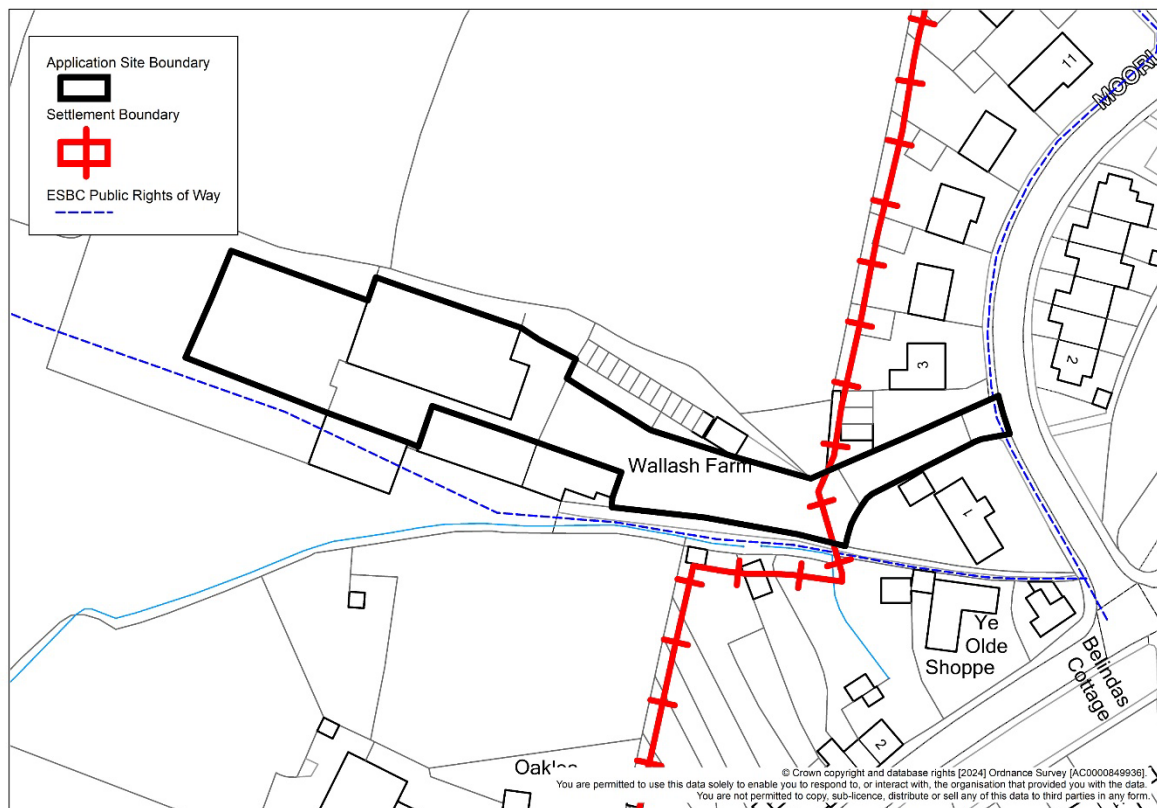 Application Site Boundary
Settlement Boundary
ESBC Public Rights of Way
11
MOORI
2
3
Wallash Farm
1
Ye
Olde
Shoppe
Belindas
Cottage
2
© Crown copyright and database rights [2024] Ordnance Survey [AC0000849936].
You are permitted to use this data solely to enable you to respond to, or interact with, the organisation that provided you with the data.
You are not permitted to copy, sub-licence, distribute or sell any of this data to third parties in any form.